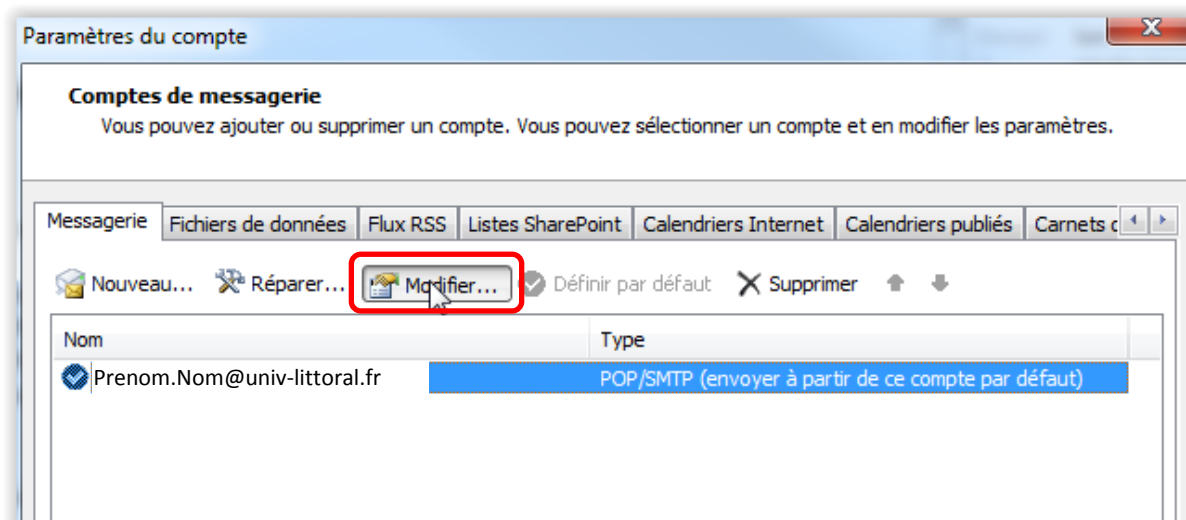 Paramètres du compte
Comptes de messagerie
Vous pouvez ajouter ou supprimer un compte. Vous pouvez sélectionner un compte et en modifier les paramètres.
Messagerie Fichiers de données Flux RSS Listes SharePoint Calendriers Internet Calendriers publiés Carnets
Nouveau... Réparer... Modifier... Définir par défaut Supprimer
Nom Type
Prenom.Nom@univ-littoral.fr POP/SMTP (envoyer à partir de ce compte par défaut)